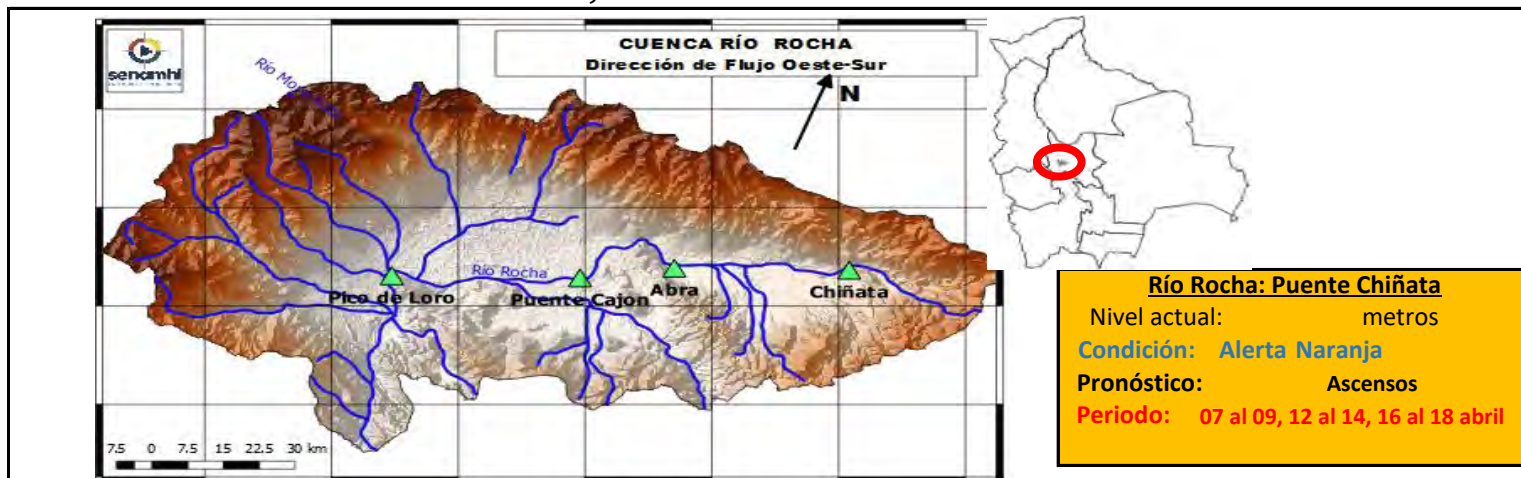 senamhi
CUENCA RÍO ROCHA
Dirección de Flujo Oeste-Sur
N
Río Rocha
Pico de Loro
Puente Cajon
Abra
Chiñata
7.5 0 7.5 15 22.5 30 km
Río Rocha: Puente Chiñata
Nivel actual: metros
Condición: Alerta Naranja
Pronóstico: Ascensos
Periodo: 07 al 09, 12 al 14, 16 al 18 abril